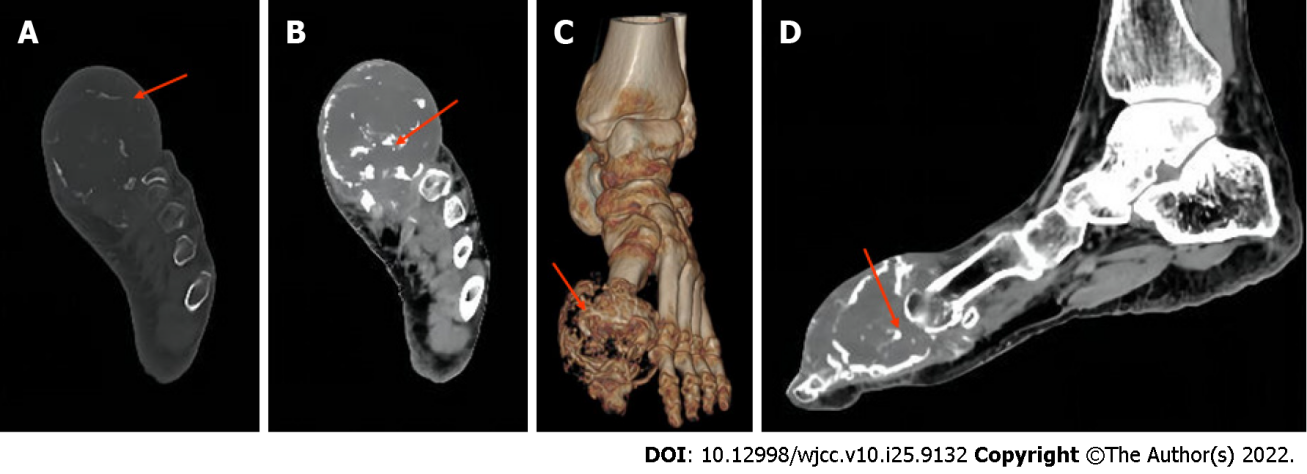 A
B
C
D
DOI: 10.12998/wjcc.v10.i25.9132 Copyright ©The Author(s) 2022.